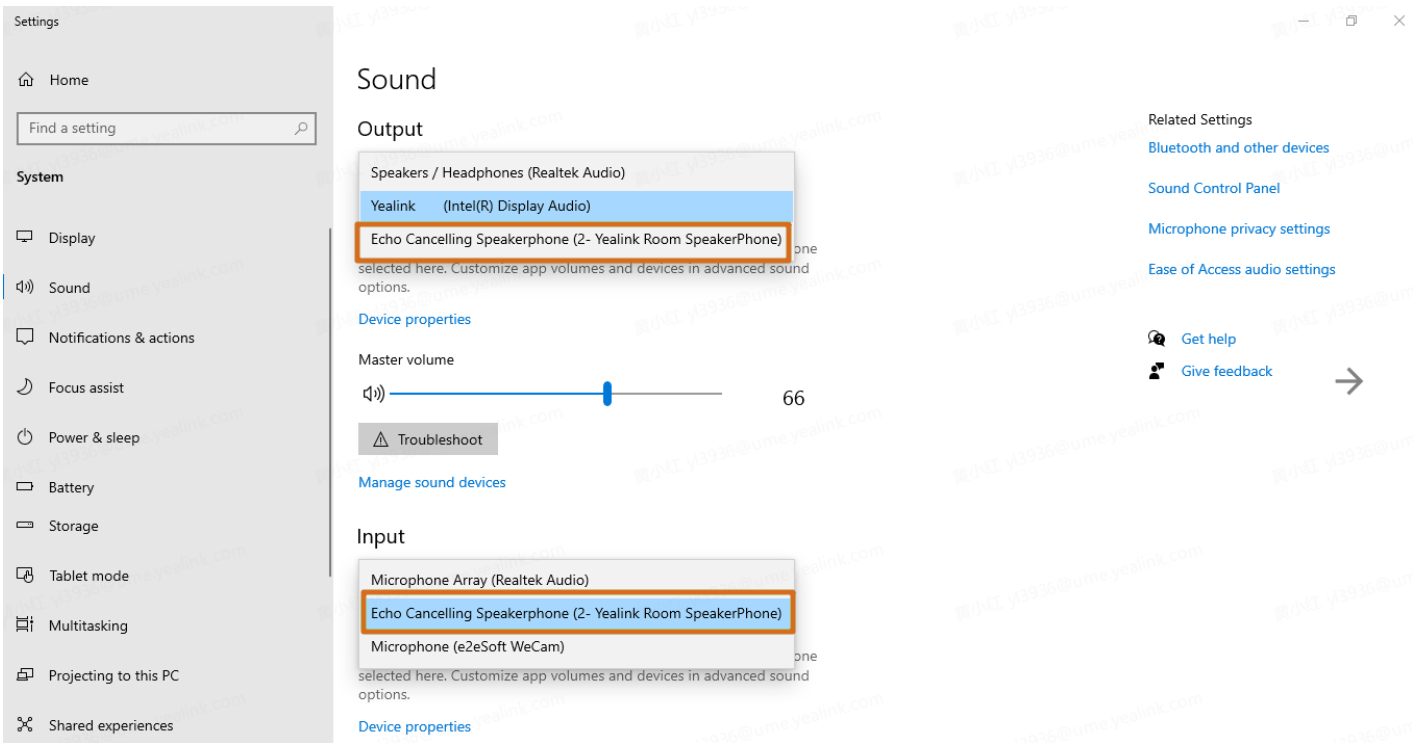 Settings
Home
Find a setting
System
Display
Sound
Notifications & actions
Focus assist
Power & sleep
Battery
Storage
Tablet mode
Multitasking
Projecting to this PC
Shared experiences
Sound
Output
Speakers / Headphones (Realtek Audio)
Yealink (Intel(R) Display Audio)
Echo Cancelling Speakerphone (2- Yealink Room SpeakerPhone)
one
selected here. Customize app volumes and devices in advanced sound
options.
Device properties
Master volume
66
Troubleshoot
Manage sound devices
Input
Microphone Array (Realtek Audio)
Echo Cancelling Speakerphone (2- Yealink Room SpeakerPhone)
Microphone (e2eSoft WeCam)
one
selected here. Customize app volumes and devices in advanced sound
options.
Device properties
Related Settings
Bluetooth and other devices
Sound Control Panel
Microphone privacy settings
Ease of Access audio settings
Get help
Give feedback